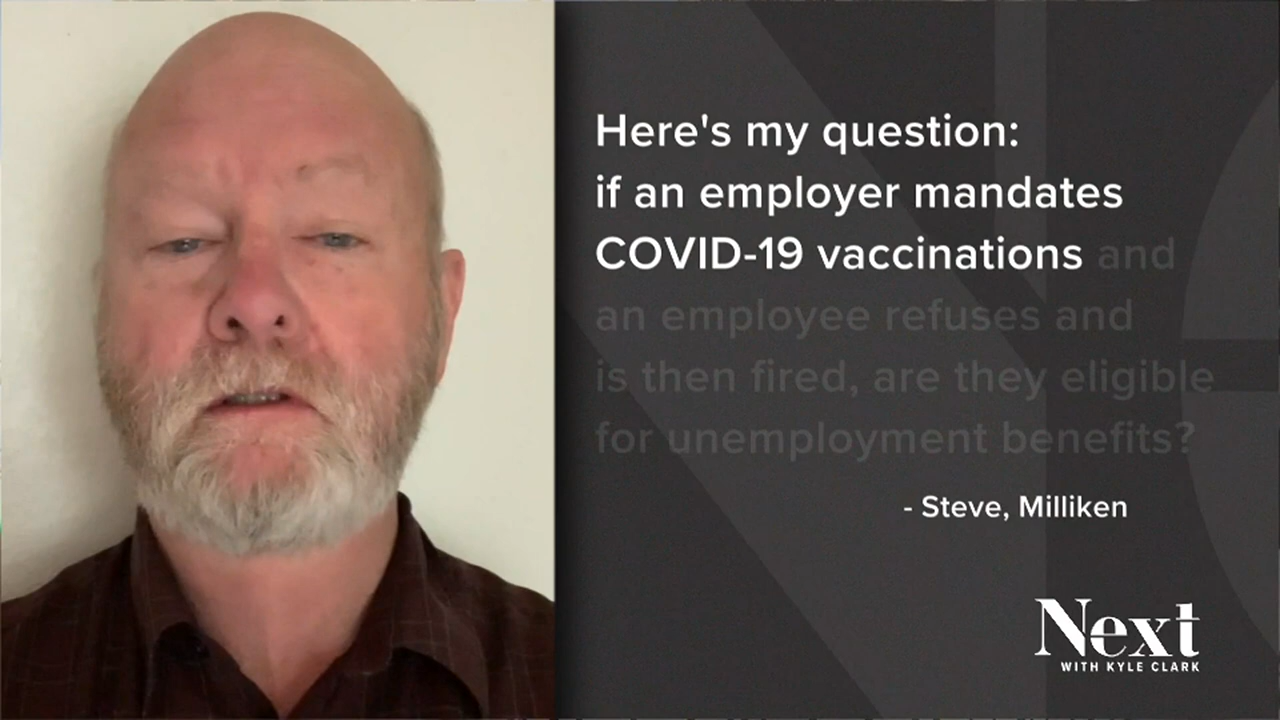 Here's my question:
if an employer mandates
COVID-19 vaccinations and
an employee refuses and
is then fired, are they eligible
for unemployment benefits?
- Steve, Milliken
Next
WITH KYLE CLARK